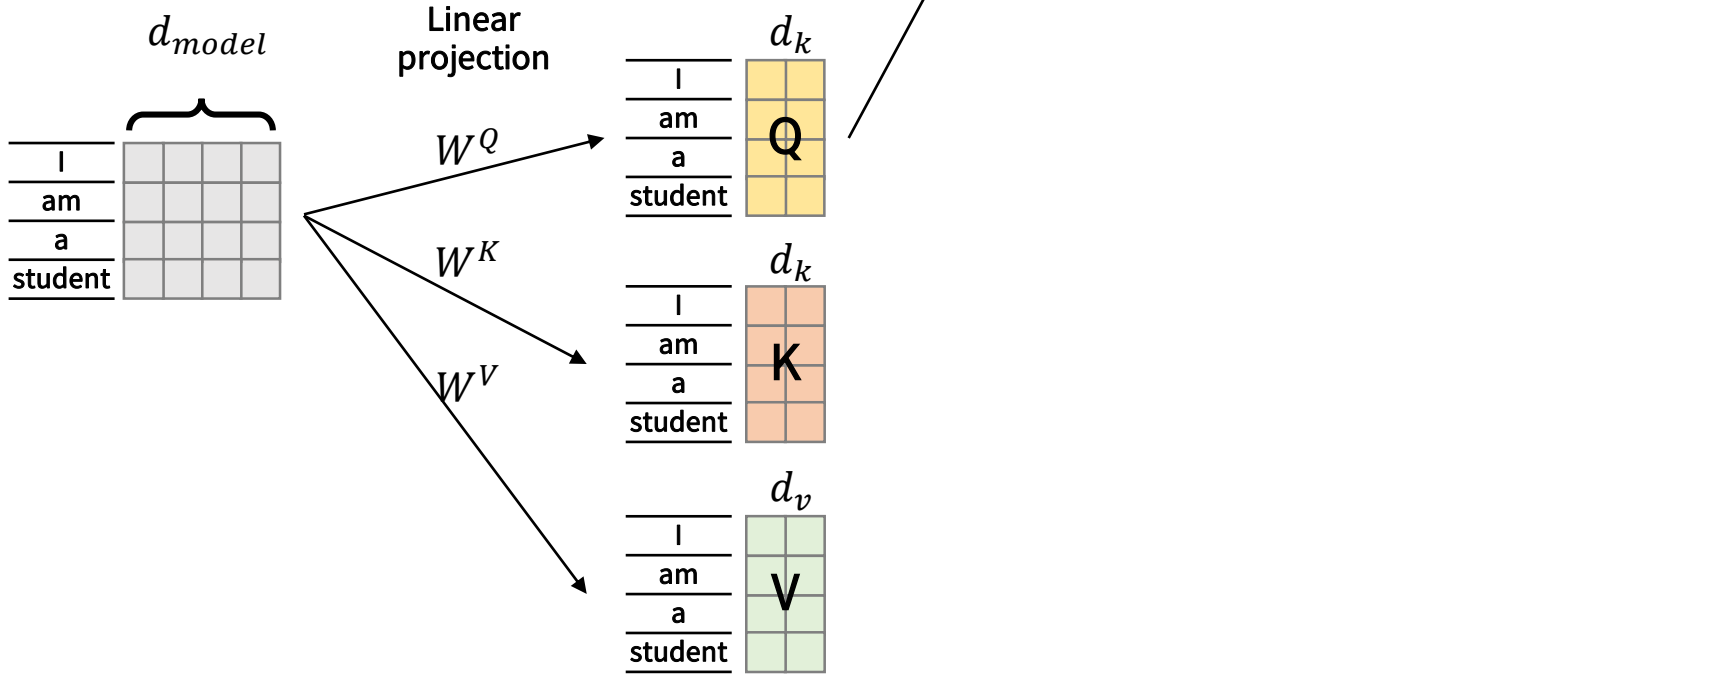 d_model
I
am
a
student
Linear
projection
W^Q
W^K
W^V
d_k
I
am
a
student
Q
d_k
I
am
a
student
K
d_v
I
am
a
student
V